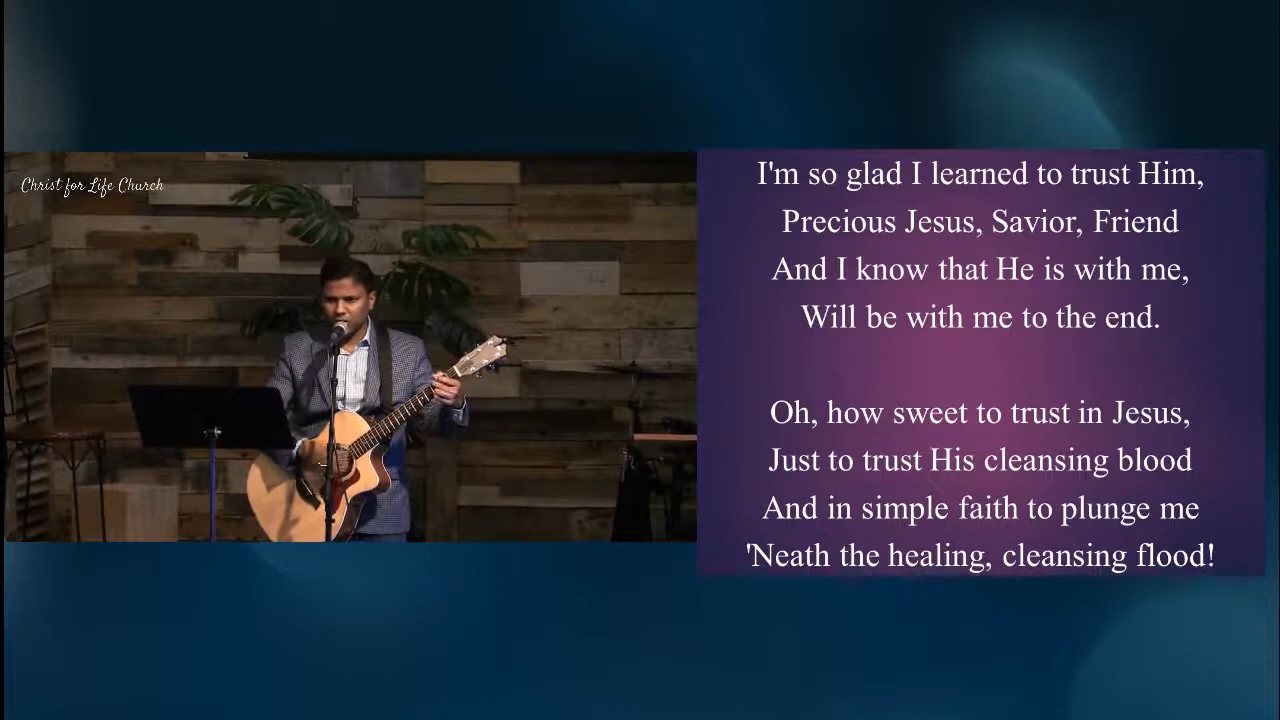 Christ for Life Church
I'm so glad I learned to trust Him,
Precious Jesus, Savior, Friend
And I know that He is with me,
Will be with me to the end.
Oh, how sweet to trust in Jesus,
Just to trust His cleansing blood
And in simple faith to plunge me
'Neath the healing, cleansing flood!